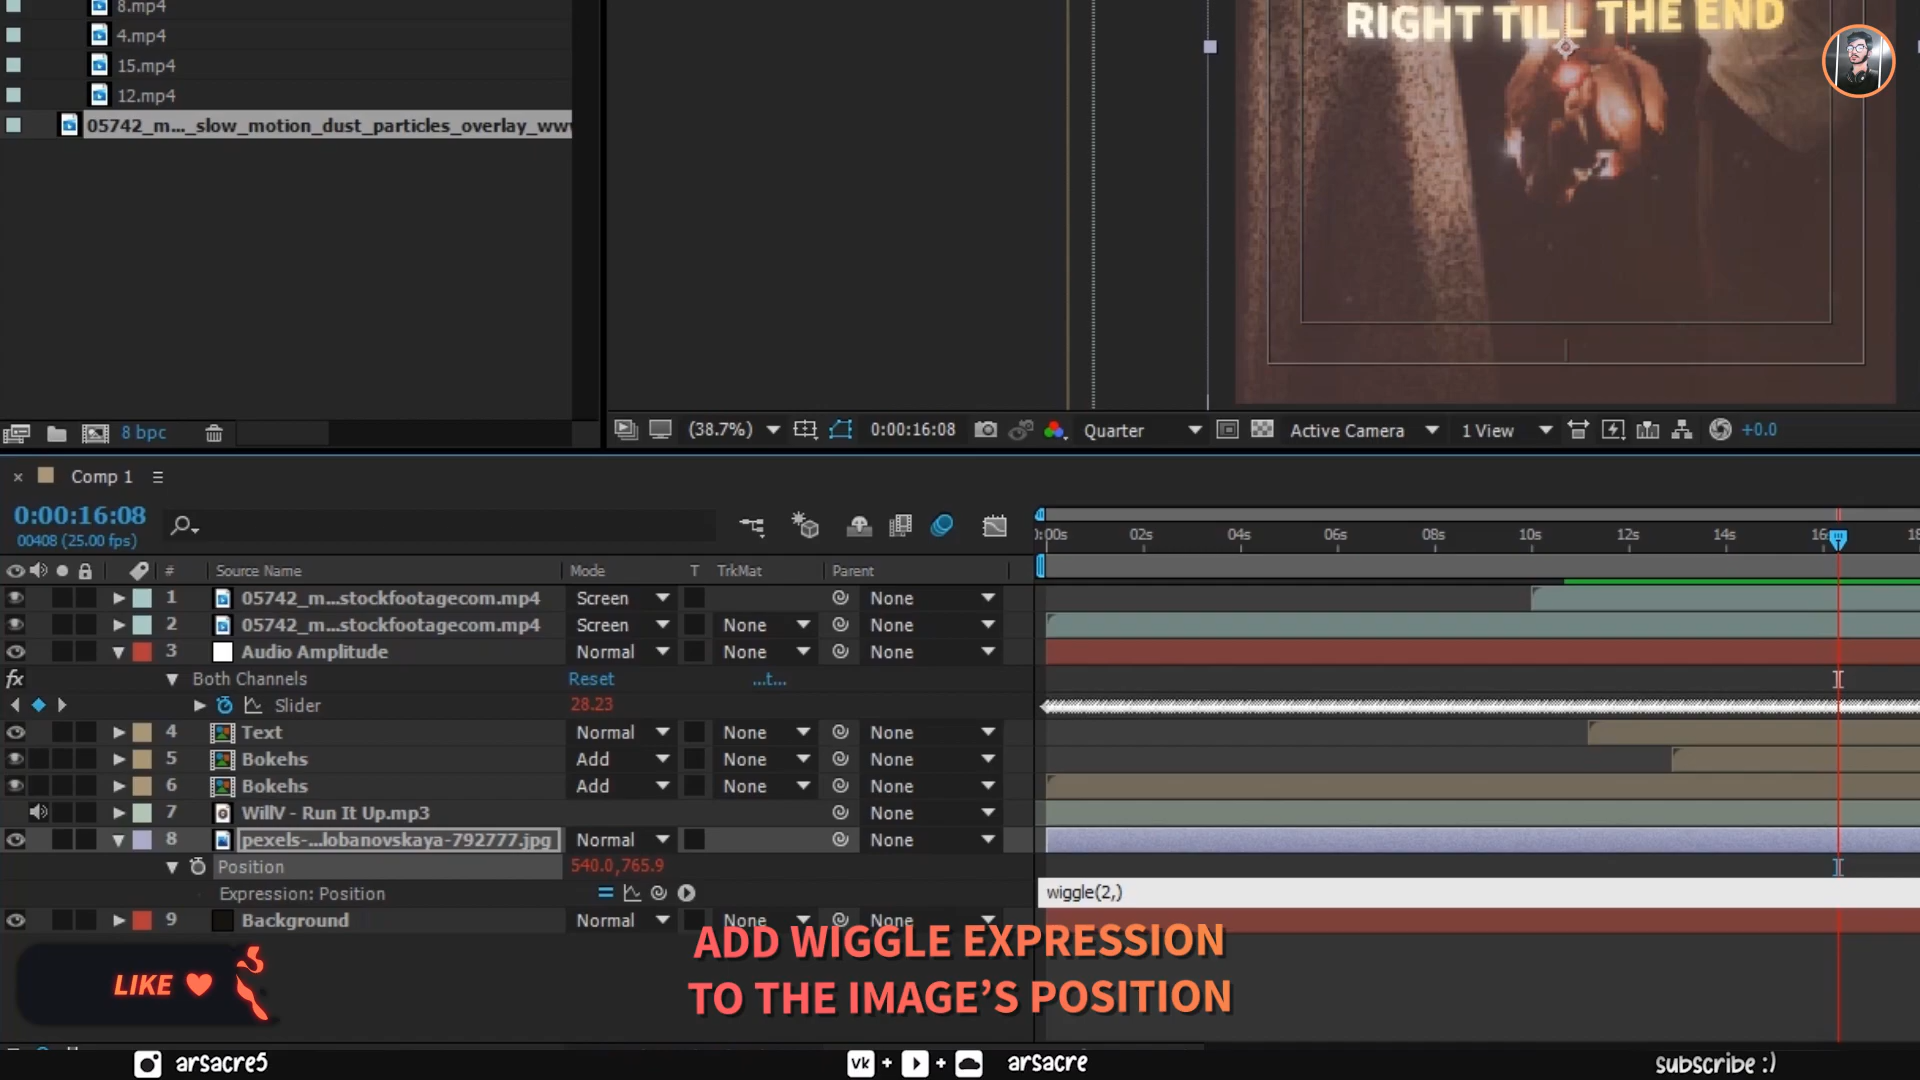 8.mp4
4.mp4
15.mp4
12.mp4
05742_m..._slow_motion_dust_particles_overlay_www
RIGHT TILL THE END
8 bpc
(38.7%)
0:00:16:08
Quarter
Active Camera
1 View
+0.0
Comp 1
0:00:16:08
00408 (25.00 fps)
0:00s 02s 04s 06s 08s 10s 12s 14s 16s 18
# Source Name Mode T TrkMat Parent
1 05742_m...stockfootagecom.mp4 Screen None
2 05742_m...stockfootagecom.mp4 Screen None None
3 Audio Amplitude Normal None None
fx Both Channels Reset ...t...
Slider 28.23
4 Text Normal None None
5 Bokehs Add None None
6 Bokehs Add None None
7 WillV - Run It Up.mp3 None
8 pexels-...lobanovskaya-792777.jpg Normal None
Position 540.0,765.9
Expression: Position wiggle(2,)
9 Background Normal None None
ADD WIGGLE EXPRESSION
TO THE IMAGE’S POSITION
LIKE
arsacre5
vk + + arsacre
subscribe :)